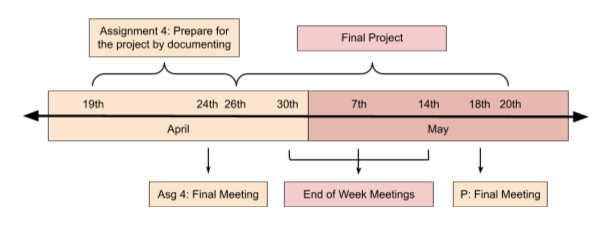 Assignment 4: Prepare for
the project by documenting
Final Project
19th 24th 26th 30th 7th 14th 18th 20th
April May
Asg 4: Final Meeting
End of Week Meetings
P: Final Meeting